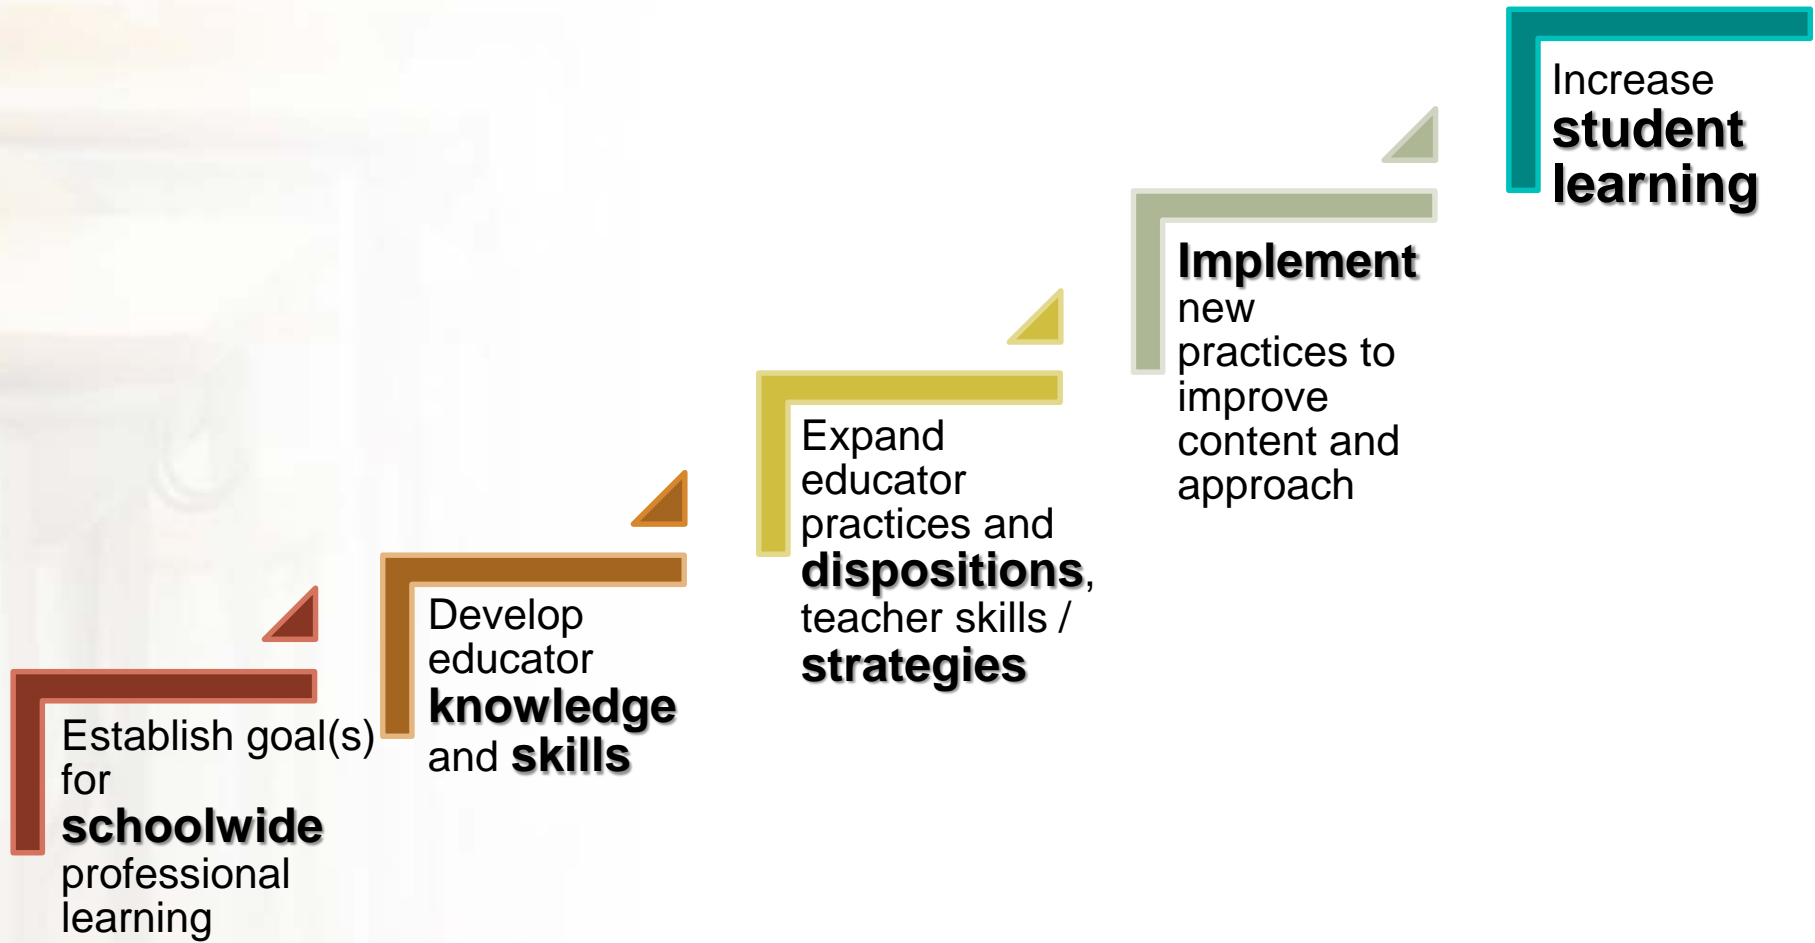 Establish goal(s)
for
schoolwide
professional
learning
Develop
educator
knowledge
and skills
Expand
educator
practices and
dispositions,
teacher skills /
strategies
Implement
new
practices to
improve
content and
approach
Increase
student
learning